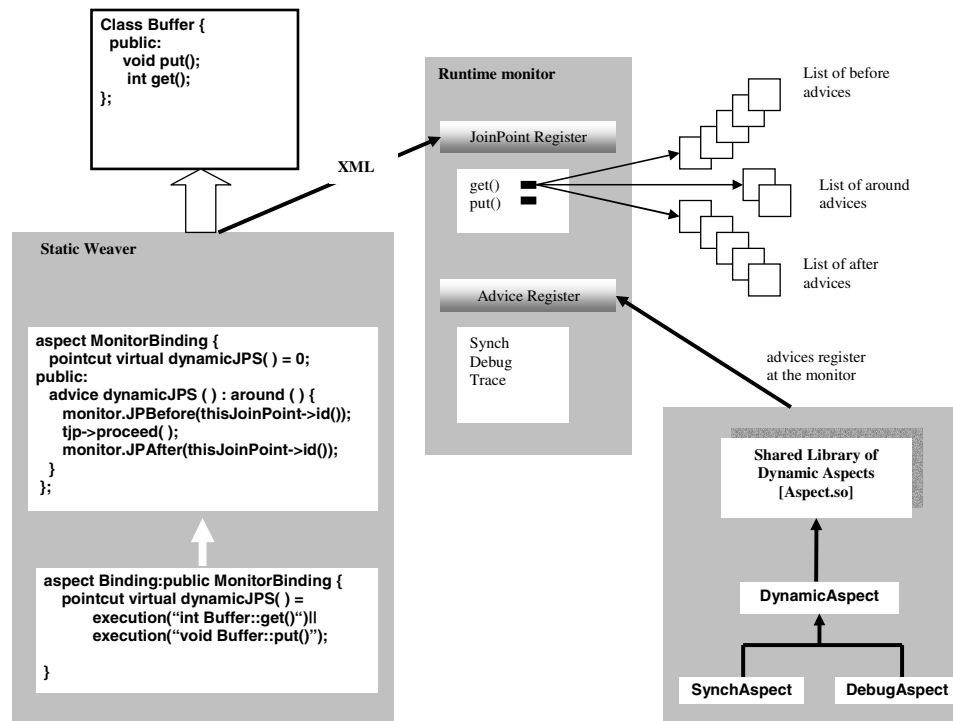 Class Buffer {
public:
void put();
int get();
};
XML
Static Weaver
aspect MonitorBinding {
pointcut virtual dynamicJPS( ) = 0;
public:
advice dynamicJPS ( ) : around ( ) {
monitor.JPBefore(thisJoinPoint->id());
tjp->proceed( );
monitor.JPAfter(thisJoinPoint->id());
}
};
aspect Binding:public MonitorBinding {
pointcut virtual dynamicJPS( ) =
execution(“int Buffer::get()“)||
execution(“void Buffer::put()”);
}
Runtime monitor
JoinPoint Register
get()
put()
Advice Register
Synch
Debug
Trace
List of before
advices
List of around
advices
List of after
advices
advices register
at the monitor
Shared Library of
Dynamic Aspects
[Aspect.so]
DynamicAspect
SynchAspect
DebugAspect